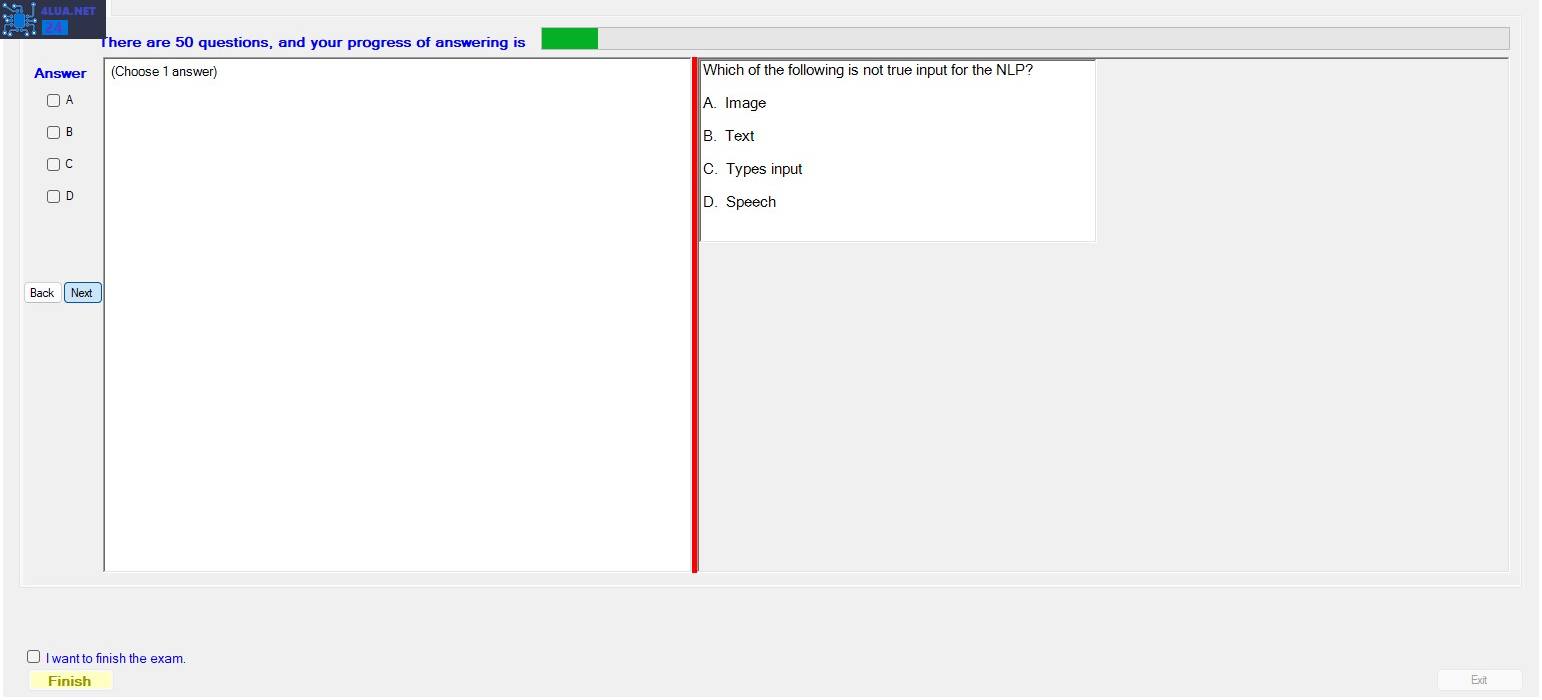 4LUA.NET
24
There are 50 questions, and your progress of answering is
Answer
(Choose 1 answer)
A
B
C
D
Back Next
Which of the following is not true input for the NLP?
A. Image
B. Text
C. Types input
D. Speech
I want to finish the exam.
Finish
Exit